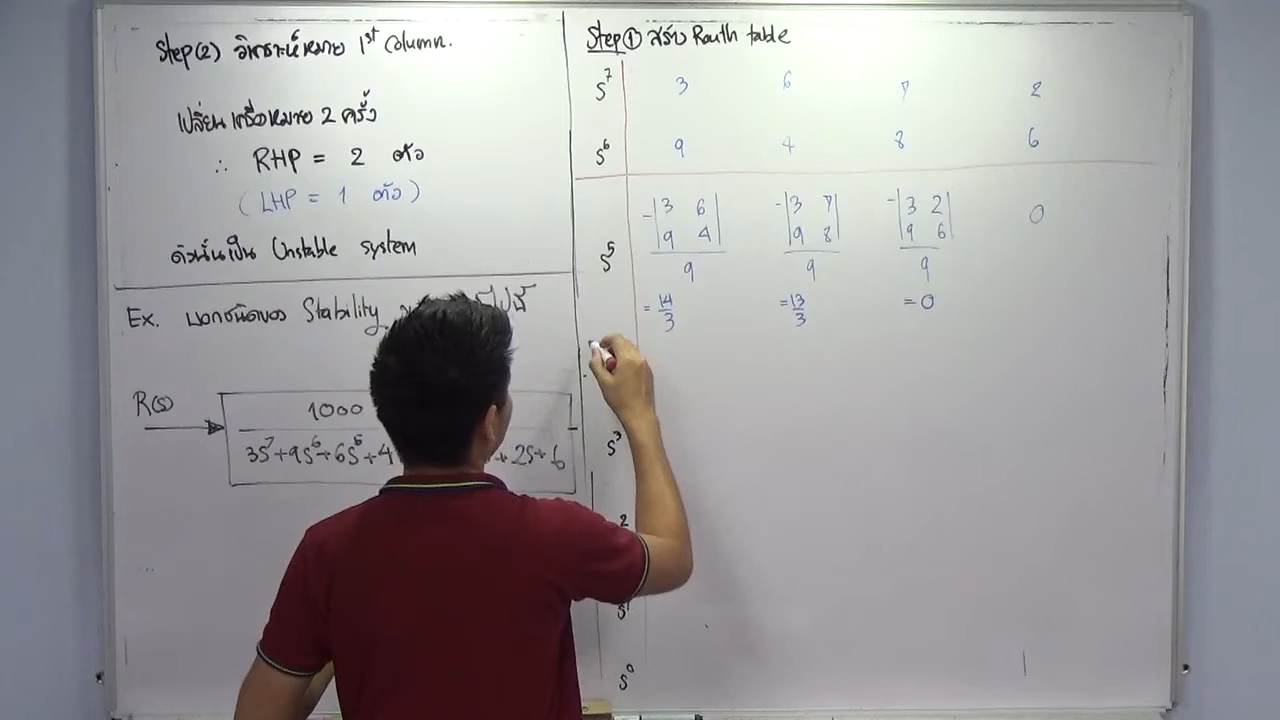 Step(2) วิเคราะห์หมาย 1st Column.
เปลี่ยนเครื่องหมาย 2 ครั้ง
∴ RHP = 2 ตัว
(LHP = 1 ตัว)
ดังนั้นเป็น Unstable system
Ex. บอกชนิดของ Stability
R(s)
1000
3S⁷+9S⁶+6S⁵+4 + 2S+6
Step① สร้าง Routh table
S⁷ 3 6 7 2
S⁶ 9 4 8 6
-|3 6| -|3 7| -|3 2| 0
|9 4| |9 8| |9 6|
S⁵ 9 9 9
= 14/3 = 13/3 = 0
S³
S²
S¹
S⁰